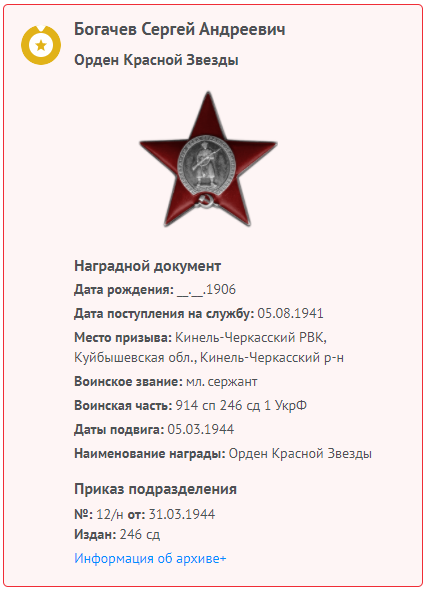 Богачев Сергей Андреевич
Орден Красной Звезды
Наградной документ
Дата рождения: __.__.1906
Дата поступления на службу: 05.08.1941
Место призыва: Кинель-Черкасский РВК,
Куйбышевская обл., Кинель-Черкасский р-н
Воинское звание: мл. сержант
Воинская часть: 914 сп 246 сд 1 УкрФ
Даты подвига: 05.03.1944
Наименование награды: Орден Красной Звезды
Приказ подразделения
№: 12/н от: 31.03.1944
Издан: 246 сд
Информация об архиве+